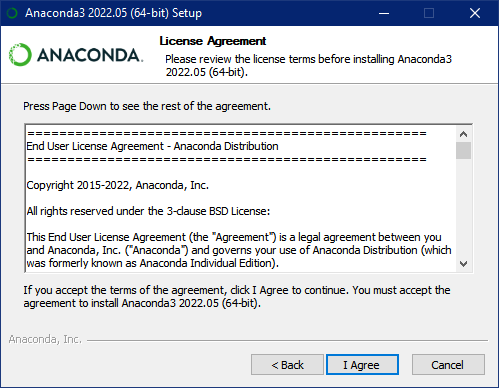 Anaconda3 2022.05 (64-bit) Setup
License Agreement
ANACONDA.
Please review the license terms before installing Anaconda3
2022.05 (64-bit).
Press Page Down to see the rest of the agreement.
====================================================
End User License Agreement - Anaconda Distribution
====================================================
Copyright 2015-2022, Anaconda, Inc.
All rights reserved under the 3-clause BSD License:
This End User License Agreement (the "Agreement") is a legal agreement between you
and Anaconda, Inc. ("Anaconda") and governs your use of Anaconda Distribution (which
was formerly known as Anaconda Individual Edition).
If you accept the terms of the agreement, click I Agree to continue. You must accept the
agreement to install Anaconda3 2022.05 (64-bit).
Anaconda, Inc.
< Back
I Agree
Cancel